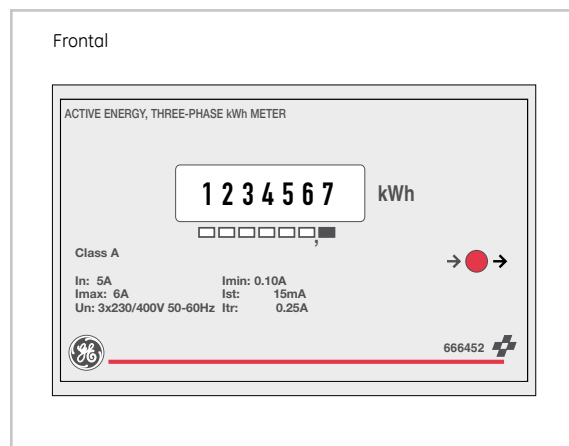 Frontal
ACTIVE ENERGY, THREE-PHASE kWh METER
1234567 kWh
,
Class A
In: 5A Imin: 0.10A
Imax: 6A Ist: 15mA
Un: 3x230/400V 50-60Hz Itr: 0.25A
GE
666452